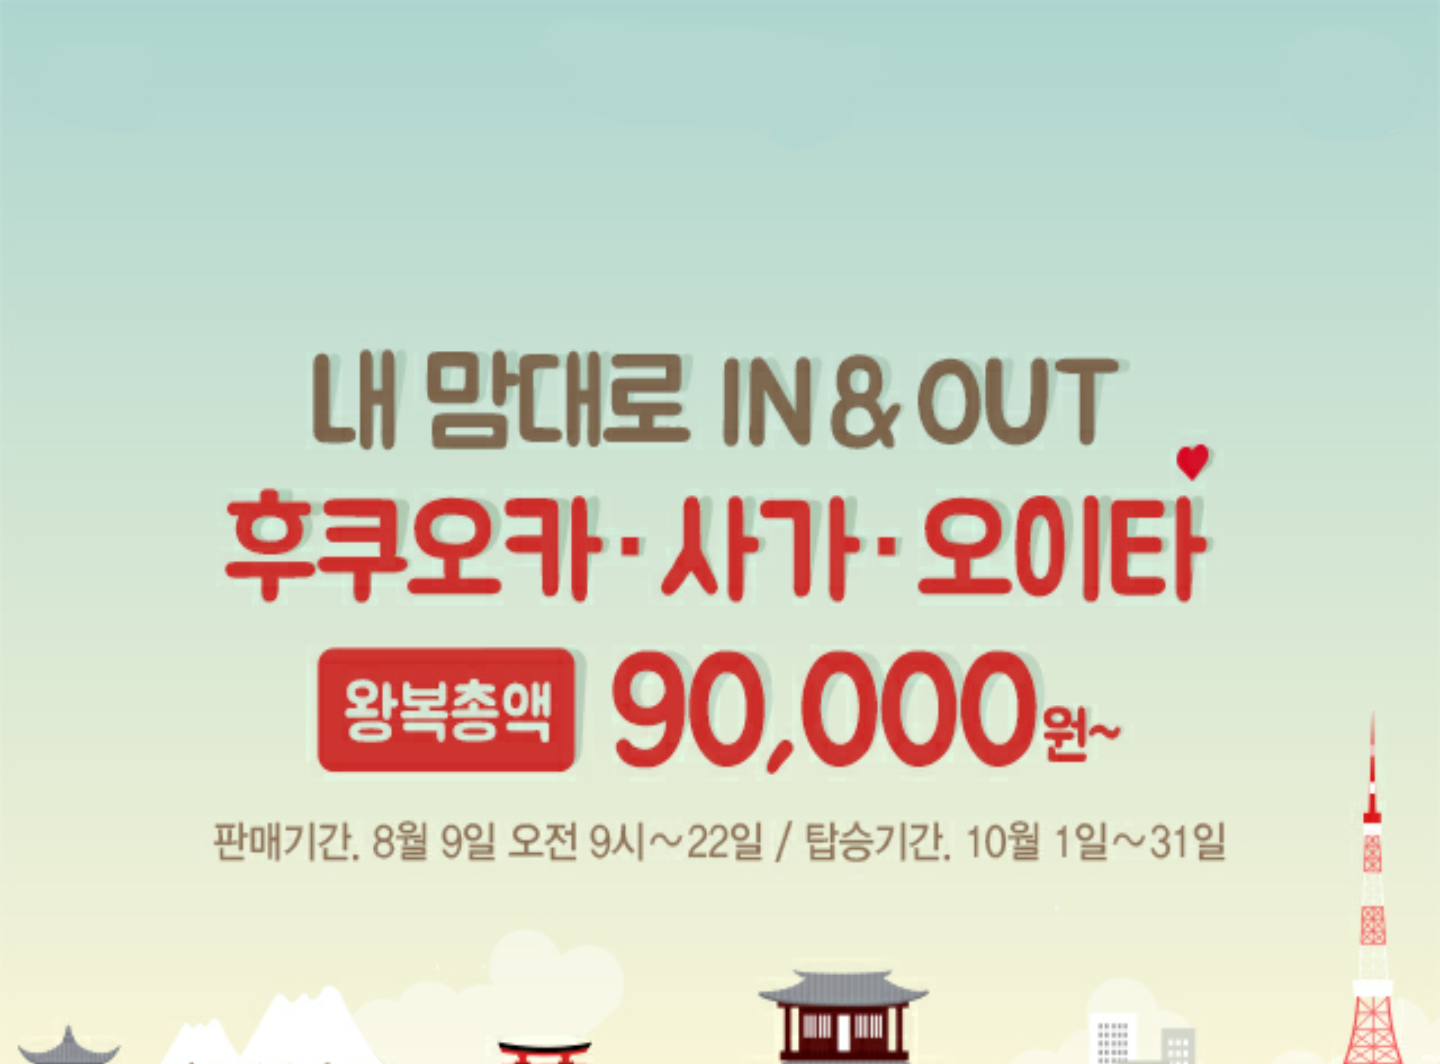 내 맘대로 IN & OUT
후쿠오카·사가·오이타
왕복총액 90,000원~
판매기간. 8월 9일 오전 9시~22일 / 탑승기간. 10월 1일~31일